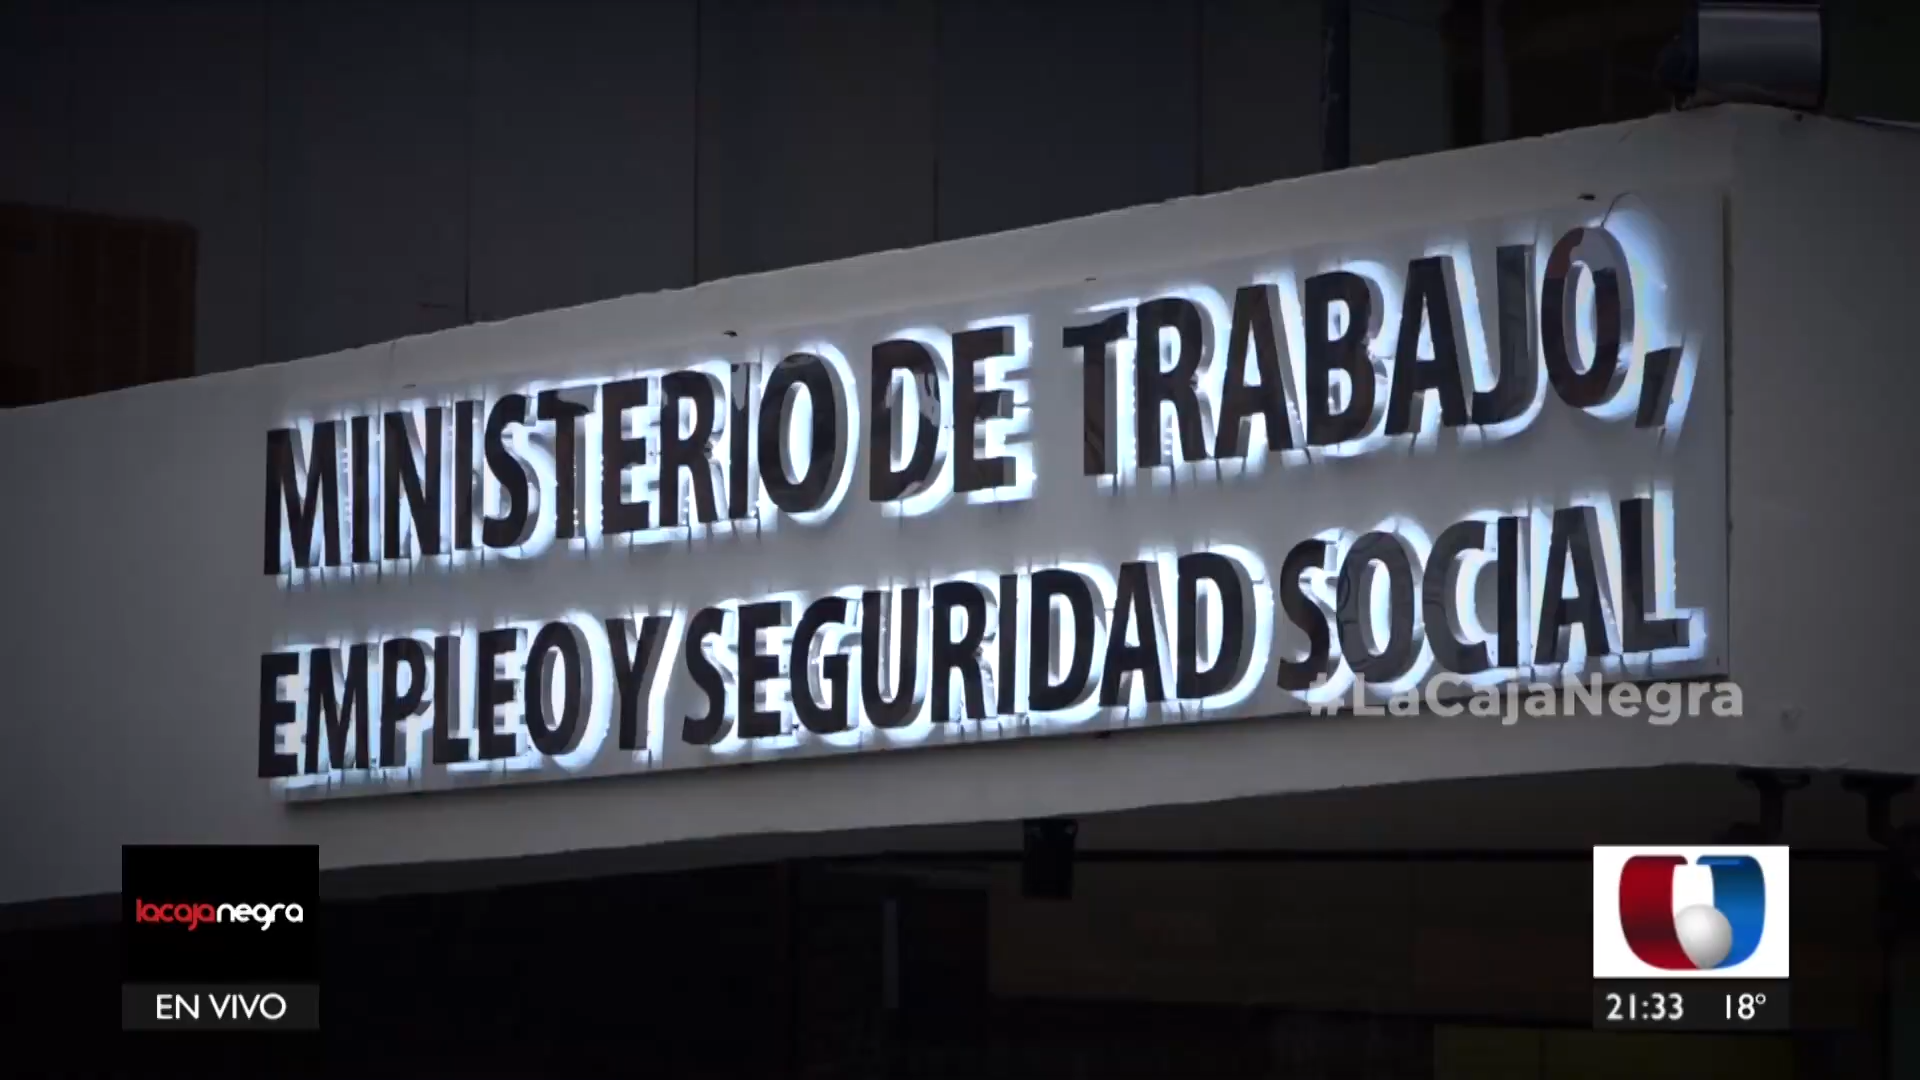 MINISTERIO DE TRABAJO,
EMPLEO Y SEGURIDAD SOCIAL
#LaCajaNegra
lacajanegra
EN VIVO
21:33 18°